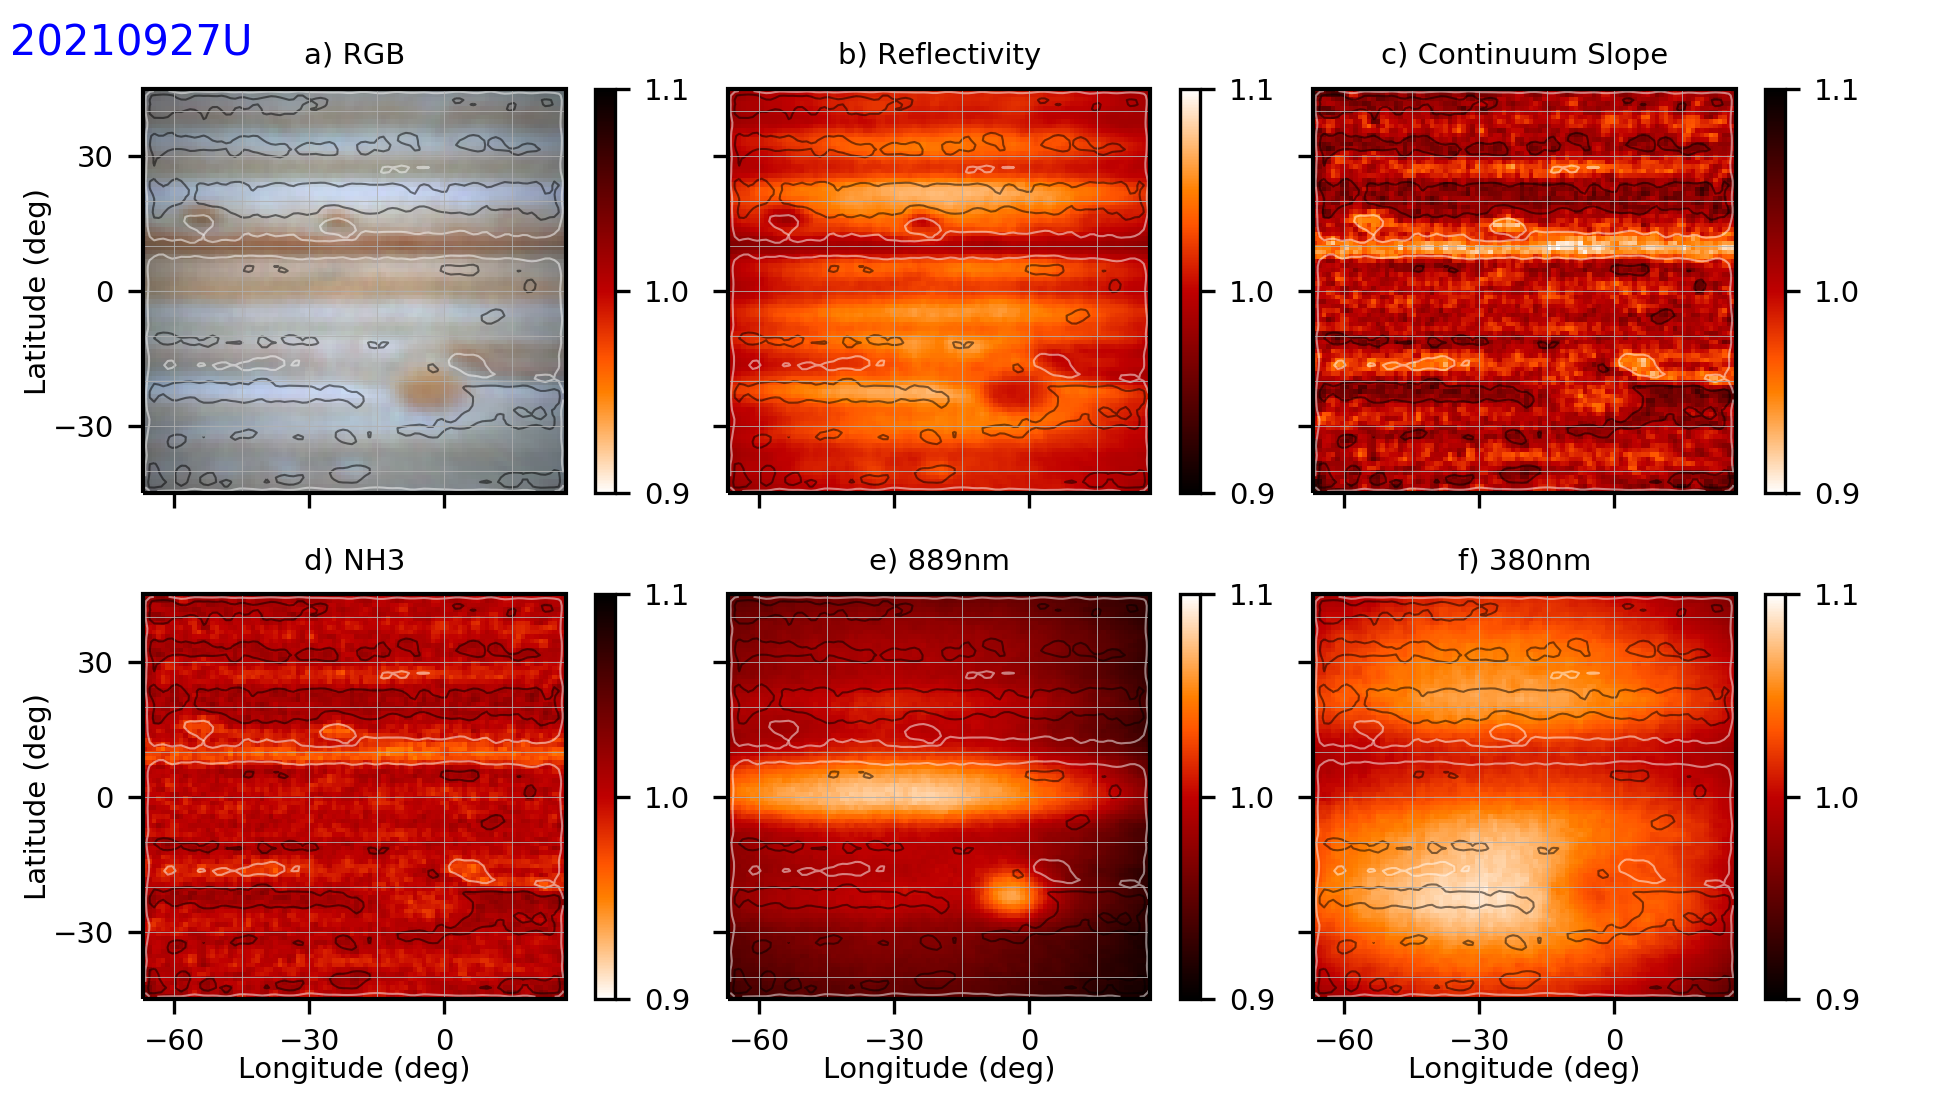 20210927U
a) RGB
b) Reflectivity
c) Continuum Slope
1.1
1.1
1.1
30
0
−30
Latitude (deg)
1.0
1.0
1.0
0.9
0.9
0.9
d) NH3
e) 889nm
f) 380nm
1.1
1.1
1.1
30
0
−30
Latitude (deg)
1.0
1.0
1.0
0.9
0.9
0.9
−60 −30 0
−60 −30 0
−60 −30 0
Longitude (deg)
Longitude (deg)
Longitude (deg)